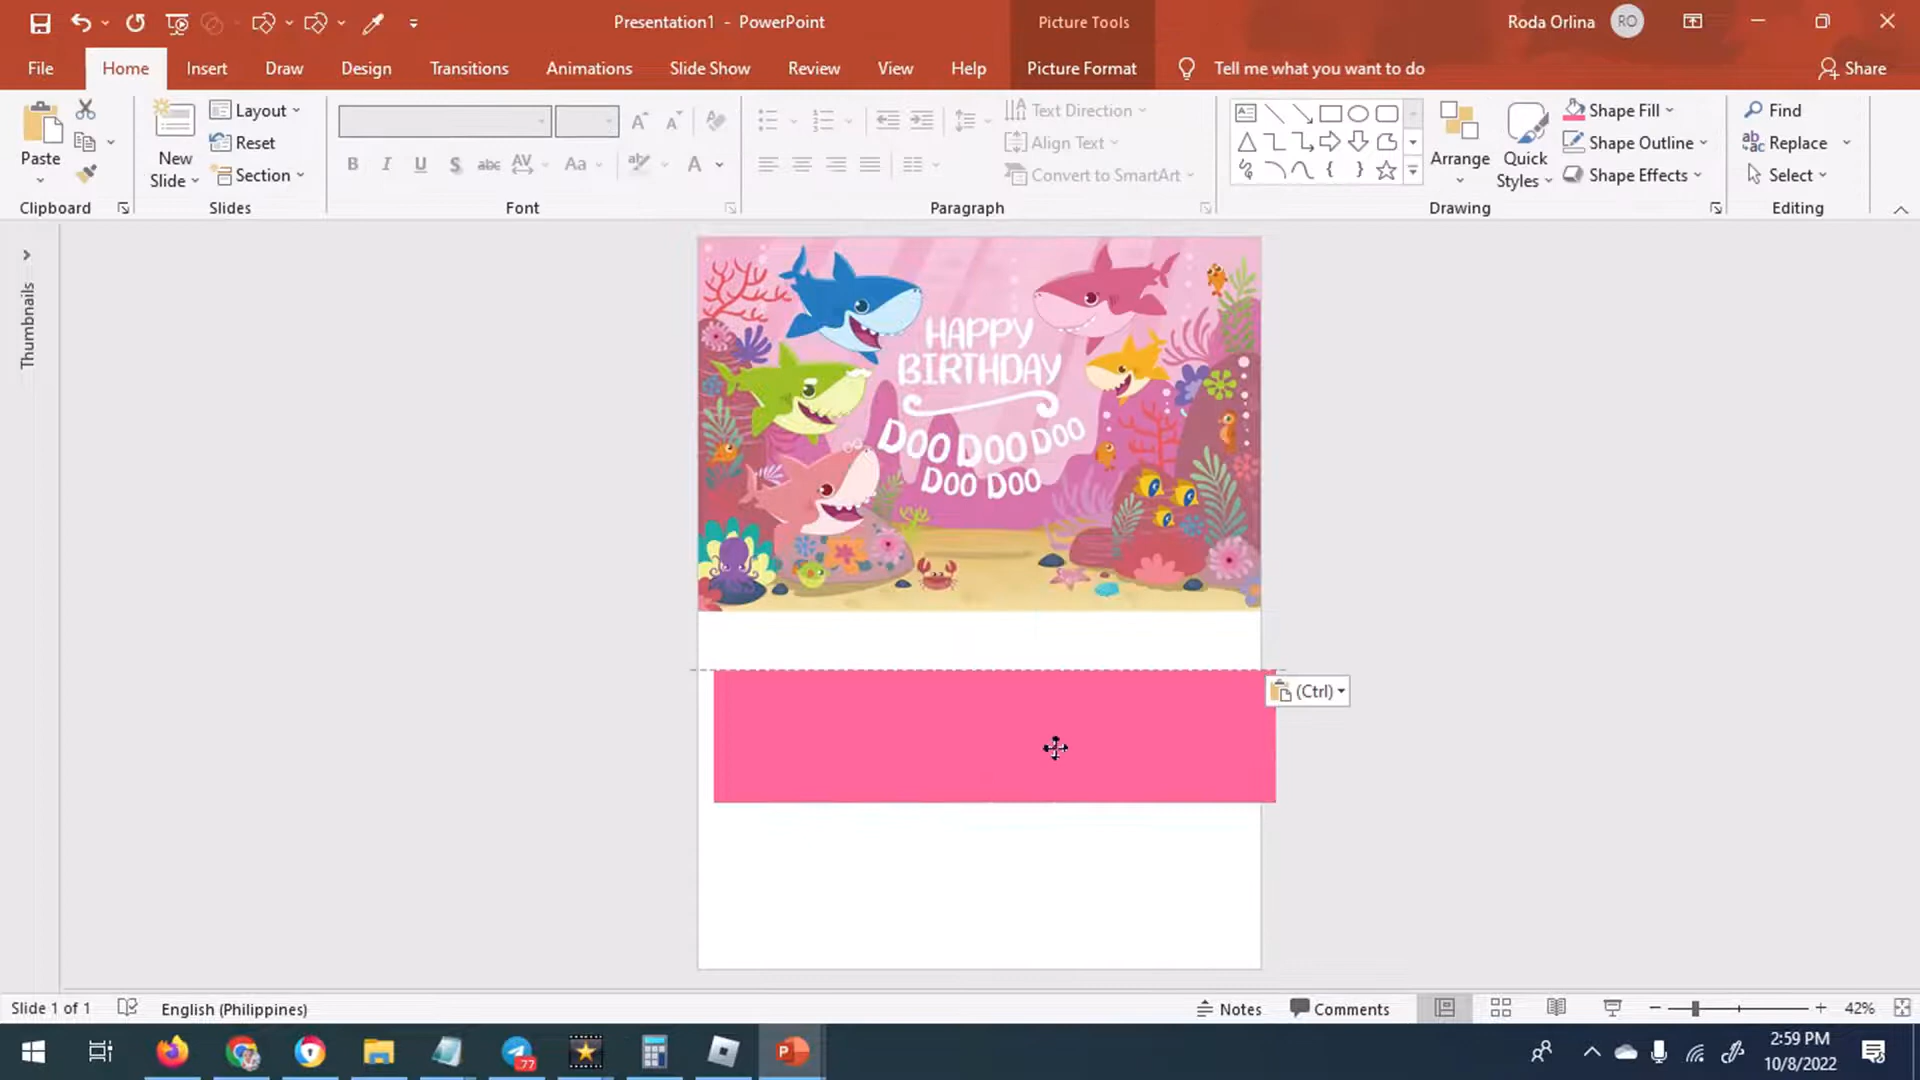 Presentation1 - PowerPoint
Picture Tools
Roda Orlina
RO
File
Home
Insert
Draw
Design
Transitions
Animations
Slide Show
Review
View
Help
Picture Format
Tell me what you want to do
Share
Paste
Clipboard
New
Slide
Layout
Reset
Section
Slides
B I U S abc AV Aa A
Font
Text Direction
Align Text
Convert to SmartArt
Paragraph
Arrange
Quick
Styles
Shape Fill
Shape Outline
Shape Effects
Drawing
Find
Replace
Select
Editing
Thumbnails
HAPPY
BIRTHDAY
DOO DOO DOO
DOO DOO
(Ctrl)
Slide 1 of 1
English (Philippines)
Notes
Comments
42%
77
2:59 PM
10/8/2022